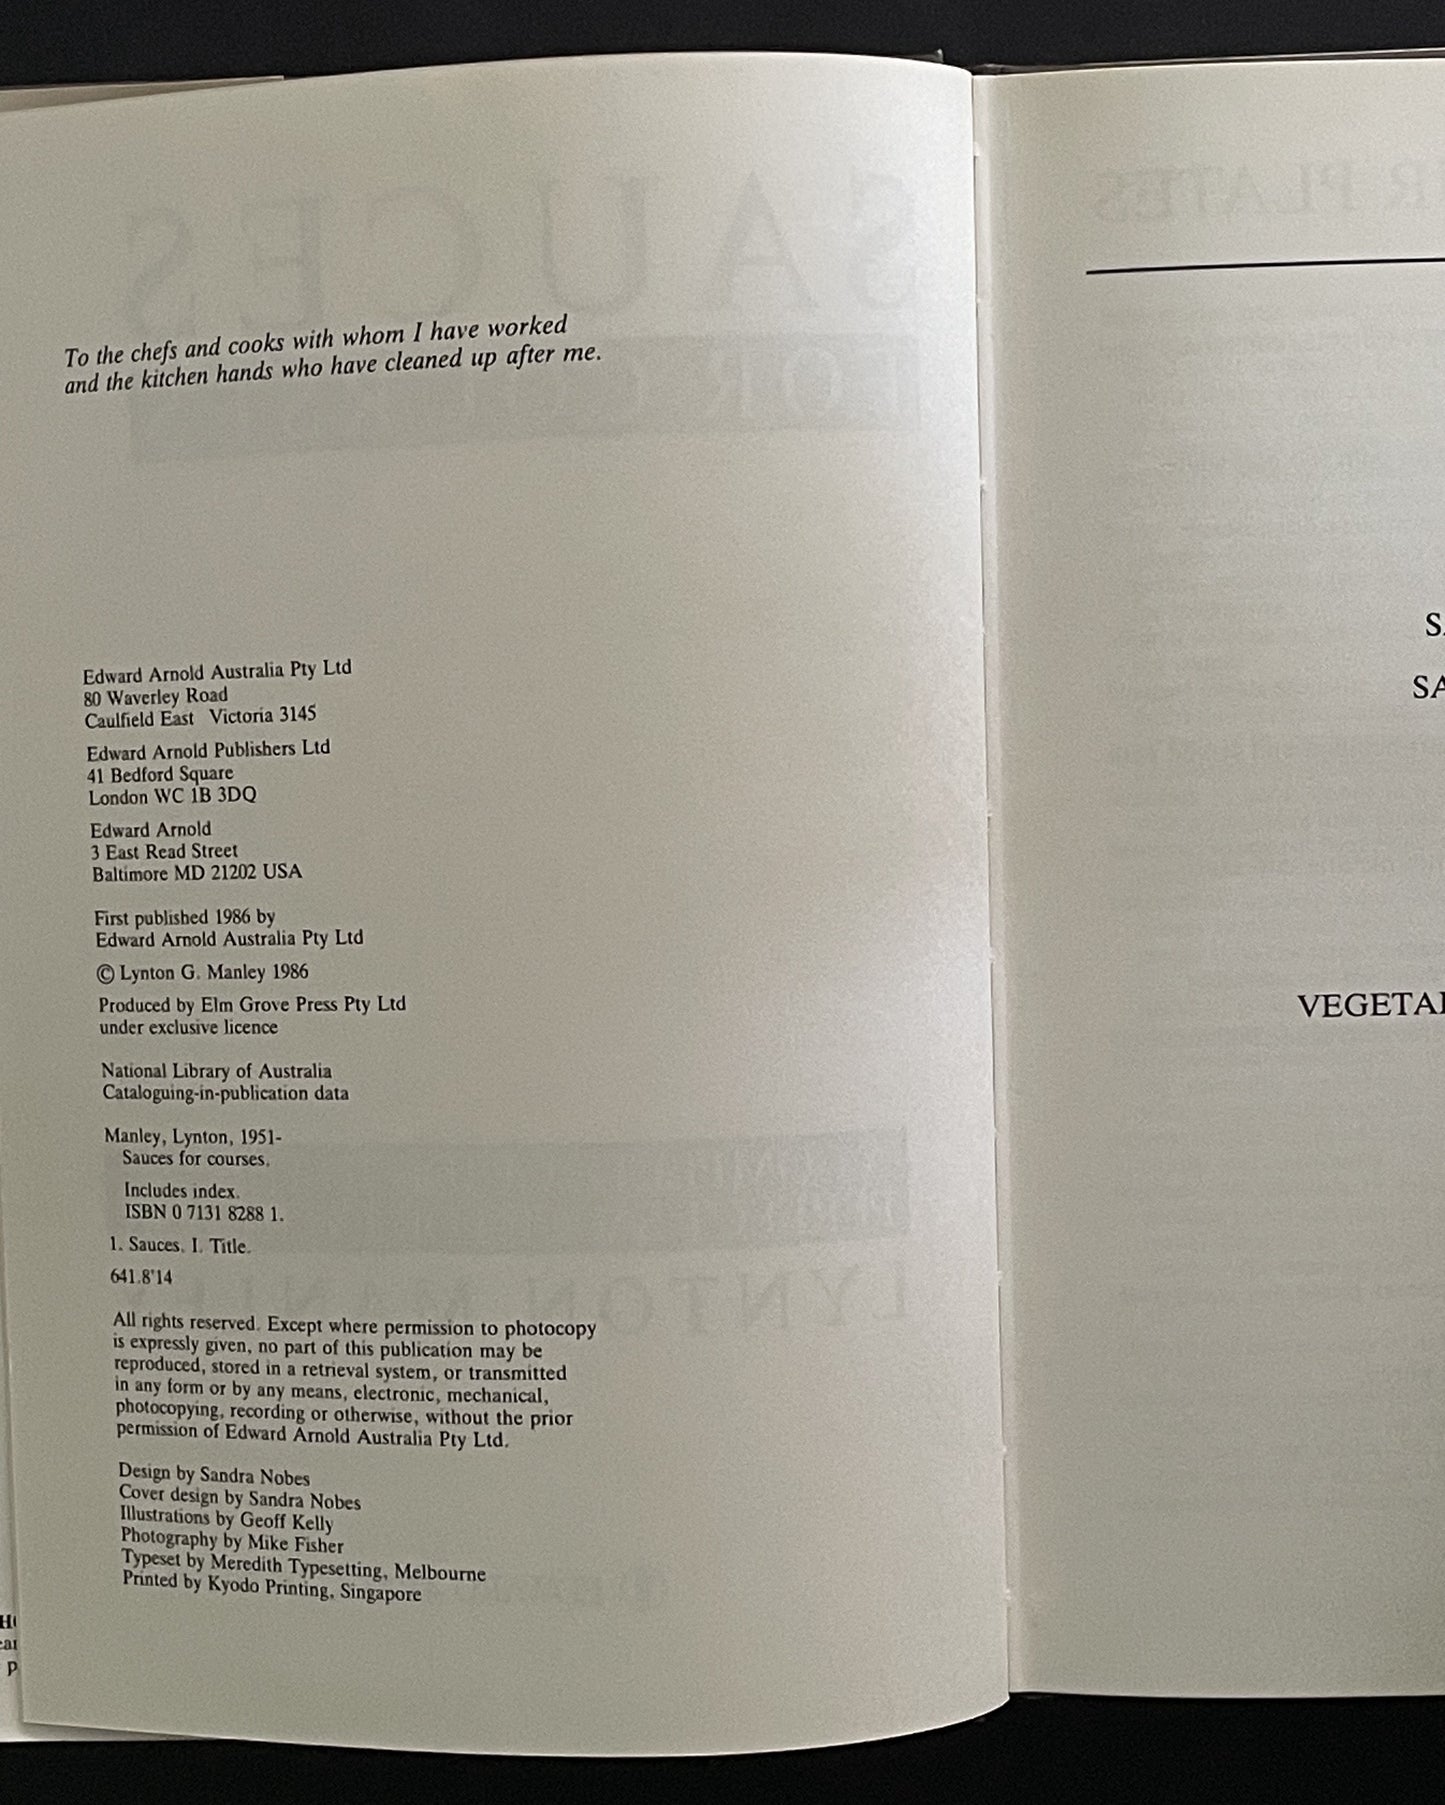 To the chefs and cooks with whom I have worked
and the kitchen hands who have cleaned up after me.
Edward Arnold Australia Pty Ltd
80 Waverley Road
Caulfield East Victoria 3145
Edward Arnold Publishers Ltd
41 Bedford Square
London WC 1B 3DQ
Edward Arnold
3 East Read Street
Baltimore MD 21202 USA
First published 1986 by
Edward Arnold Australia Pty Ltd
© Lynton G. Manley 1986
Produced by Elm Grove Press Pty Ltd
under exclusive licence
National Library of Australia
Cataloguing-in-publication data
Manley, Lynton, 1951-
Sauces for courses.
Includes index.
ISBN 0 7131 8288 1.
1. Sauces. I. Title.
641.8'14
All rights reserved. Except where permission to photocopy
is expressly given, no part of this publication may be
reproduced, stored in a retrieval system, or transmitted
in any form or by any means, electronic, mechanical,
photocopying, recording or otherwise, without the prior
permission of Edward Arnold Australia Pty Ltd.
Design by Sandra Nobes
Cover design by Sandra Nobes
Illustrations by Geoff Kelly
Photography by Mike Fisher
Typeset by Meredith Typesetting, Melbourne
Printed by Kyodo Printing, Singapore